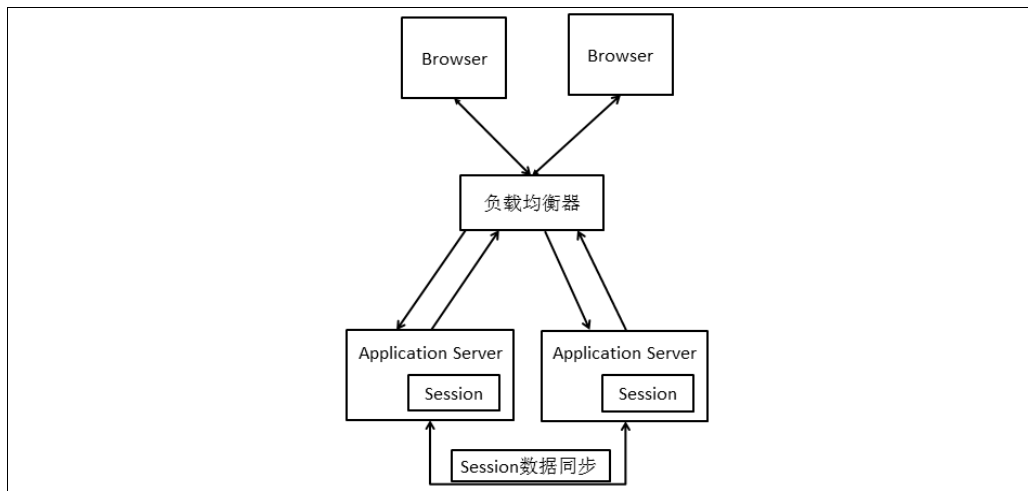 Browser
Browser
负载均衡器
Application Server
Application Server
Session
Session
Session数据同步